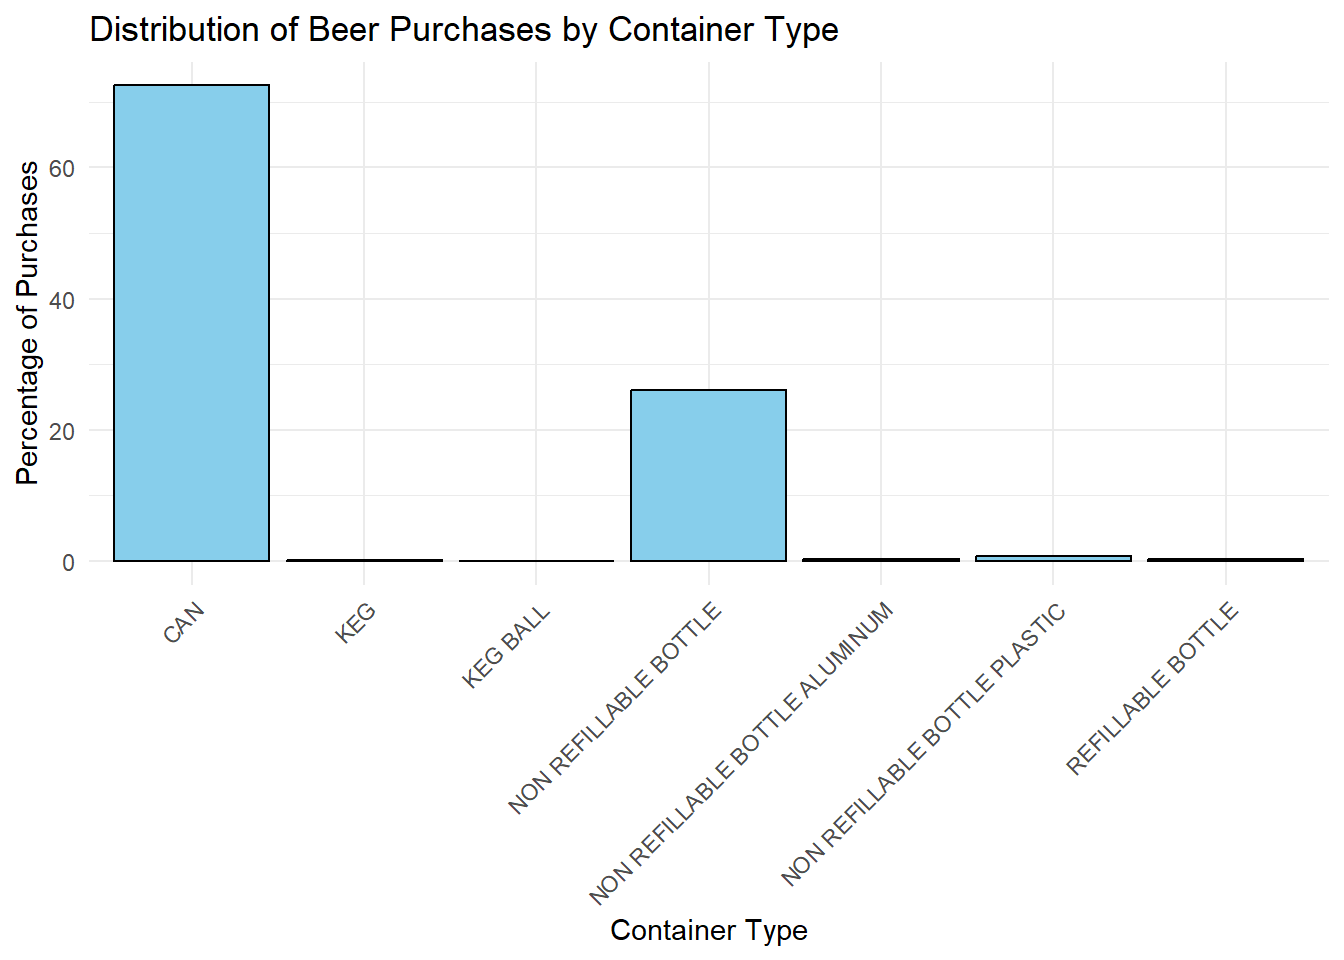 Distribution of Beer Purchases by Container Type
Percentage of Purchases
60
40
20
0
CAN
KEG
KEG BALL
NON REFILLABLE BOTTLE
NON REFILLABLE BOTTLE ALUMINUM
NON REFILLABLE BOTTLE PLASTIC
REFILLABLE BOTTLE
Container Type